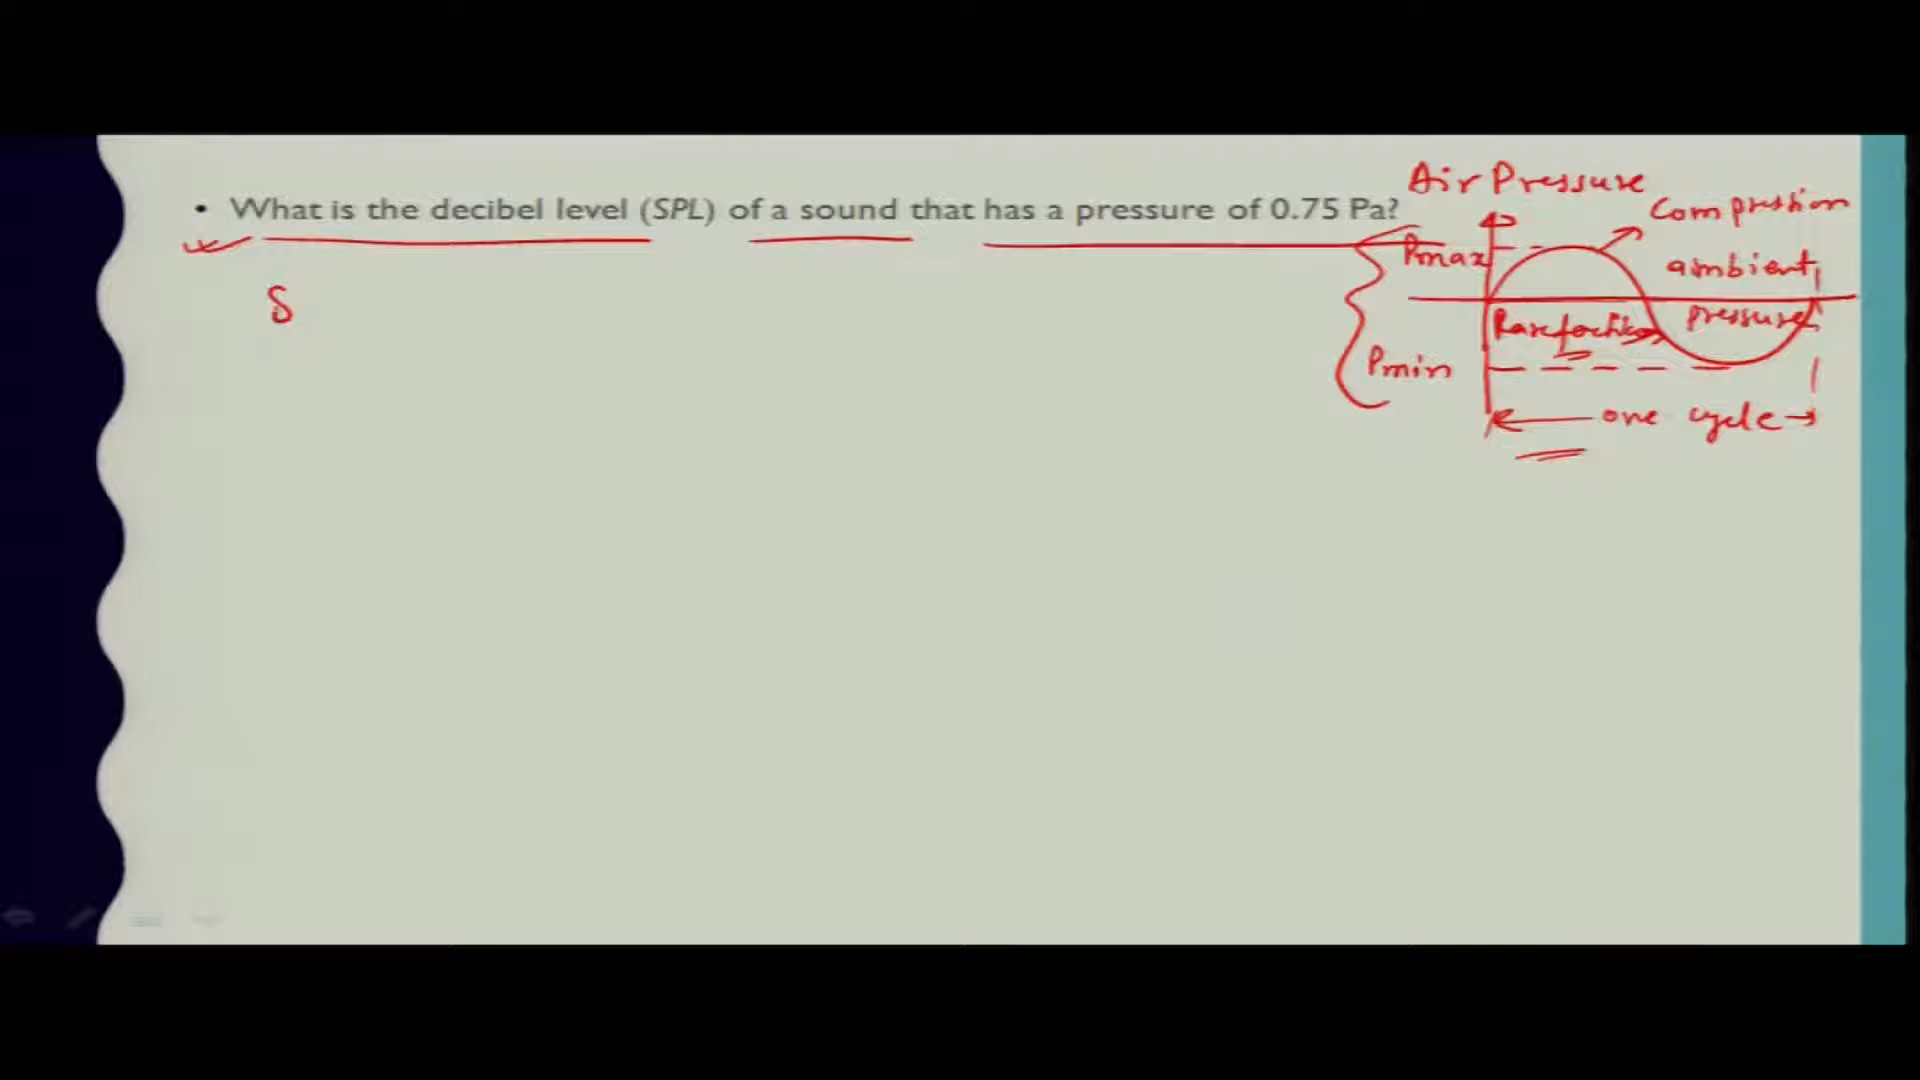 • What is the decibel level (SPL) of a sound that has a pressure of 0.75 Pa?
S
Air Pressure
Compression
Pmax
ambient
pressure
Rarefaction
Pmin
one cycle